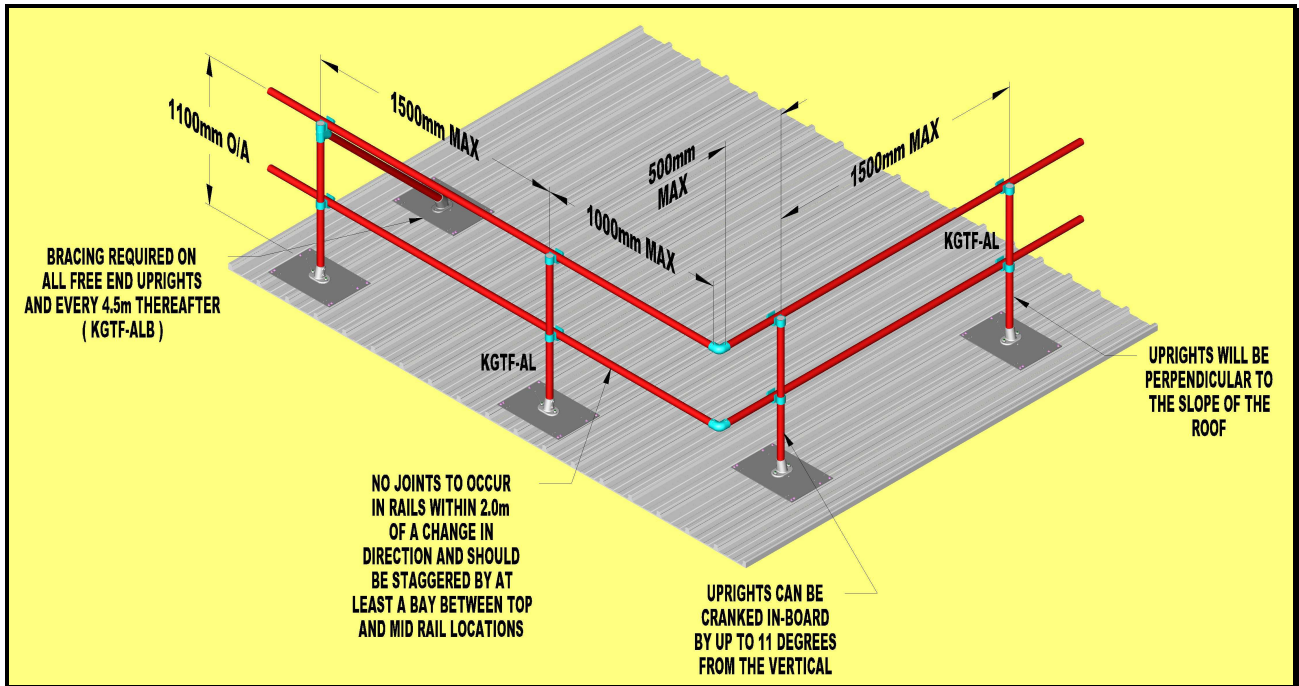 1100mm O/A
1500mm MAX
1000mm MAX
500mm
MAX
1500mm MAX
BRACING REQUIRED ON
ALL FREE END UPRIGHTS
AND EVERY 4.5m THEREAFTER
( KGTF-ALB )
KGTF-AL
KGTF-AL
UPRIGHTS WILL BE
PERPENDICULAR TO
THE SLOPE OF THE
ROOF
NO JOINTS TO OCCUR
IN RAILS WITHIN 2.0m
OF A CHANGE IN
DIRECTION AND SHOULD
BE STAGGERED BY AT
LEAST A BAY BETWEEN TOP
AND MID RAIL LOCATIONS
UPRIGHTS CAN BE
CRANKED IN-BOARD
BY UP TO 11 DEGREES
FROM THE VERTICAL